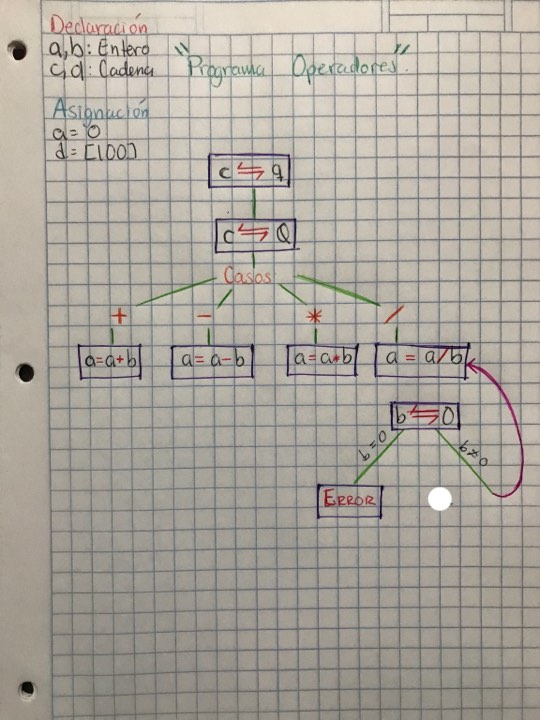 Declaración
a,b: Entero
c,d: Cadena
"Programa Operadores".
Asignación
a= 0
d= [100]
c ⇆ q
c ⇆ Q
Casos
+ - * /
a=a+b a= a-b a=a*b a = a/b
b ⇆ 0
b=0 b≠0
ERROR